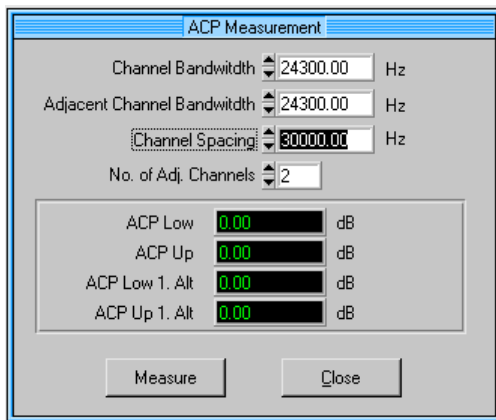 ACP Measurement
Channel Bandwitdth 24300.00 Hz
Adjacent Channel Bandwitdth 24300.00 Hz
Channel Spacing 30000.00 Hz
No. of Adj. Channels 2
ACP Low 0.00 dB
ACP Up 0.00 dB
ACP Low 1. Alt 0.00 dB
ACP Up 1. Alt 0.00 dB
Measure Close